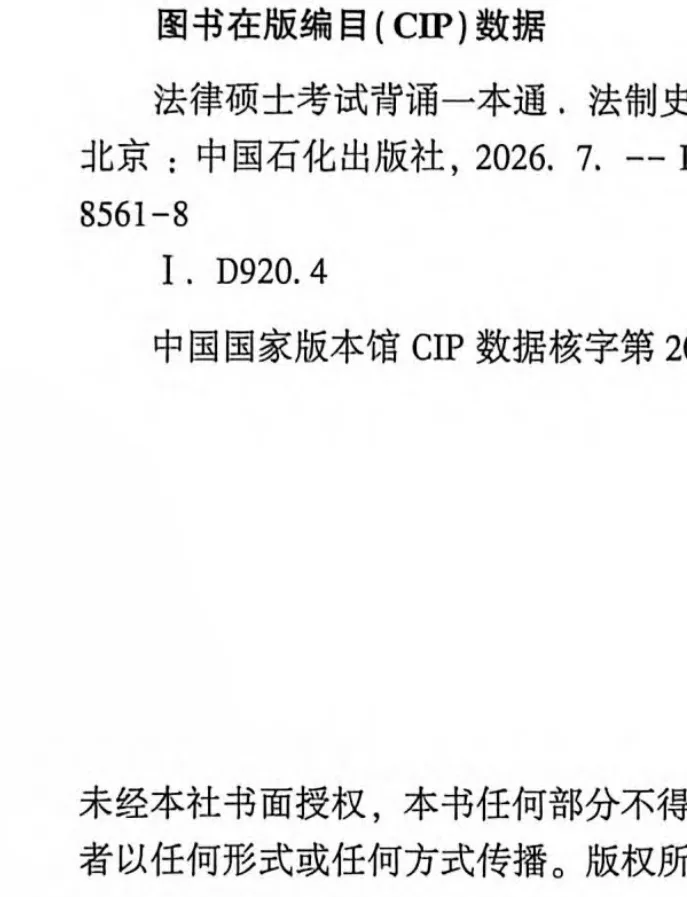 图书在版编目(CIP)数据
法律硕士考试背诵一本通. 法制史
北京：中国石化出版社, 2026. 7. -- I
8561-8
Ⅰ. D920.4
中国国家版本馆 CIP 数据核字第 20
未经本社书面授权，本书任何部分不得
者以任何形式或任何方式传播。版权所